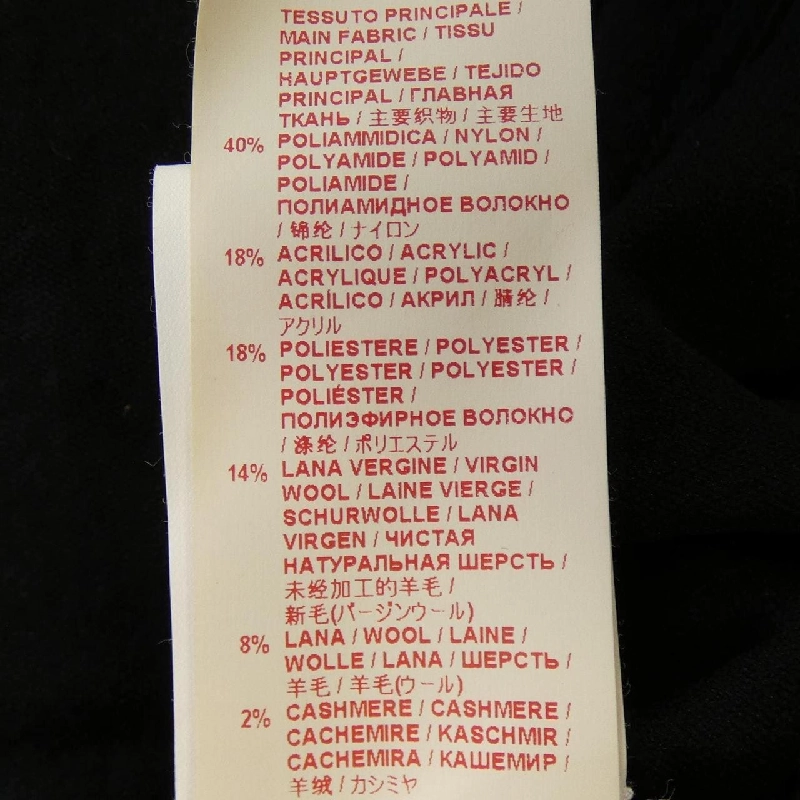 TESSUTO PRINCIPALE /
MAIN FABRIC / TISSU
PRINCIPAL /
HAUPTGEWEBE / TEJIDO
PRINCIPAL / ГЛАВНАЯ
ТКАНЬ / 主要织物 / 主要生地
40% POLIAMMIDICA / NYLON /
POLYAMIDE / POLYAMID /
POLIAMIDE /
ПОЛИАМИДНОЕ ВОЛОКНО
/ 锦纶 / ナイロン
18% ACRILICO / ACRYLIC /
ACRYLIQUE / POLYACRYL /
ACRÍLICO / АКРИЛ / 腈纶 /
アクリル
18% POLIESTERE / POLYESTER /
POLYESTER / POLYESTER /
POLIÉSTER /
ПОЛИЭФИРНОЕ ВОЛОКНО
/ 涤纶 / ポリエステル
14% LANA VERGINE / VIRGIN
WOOL / LAINE VIERGE /
SCHURWOLLE / LANA
VIRGEN / ЧИСТАЯ
НАТУРАЛЬНАЯ ШЕРСТЬ /
未经加工的羊毛 /
新毛(バージンウール)
8% LANA / WOOL / LAINE /
WOLLE / LANA / ШЕРСТЬ /
羊毛 / 羊毛(ウール)
2% CASHMERE / CASHMERE /
CACHEMIRE / KASCHMIR /
CACHEMIRA / КАШЕМИР /
羊绒 / カシミヤ